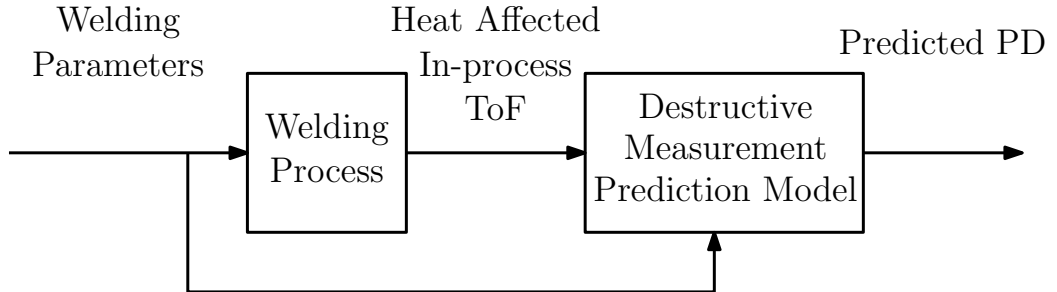 Welding
Parameters
Heat Affected
In-process
ToF
Predicted PD
Welding
Process
Destructive
Measurement
Prediction Model